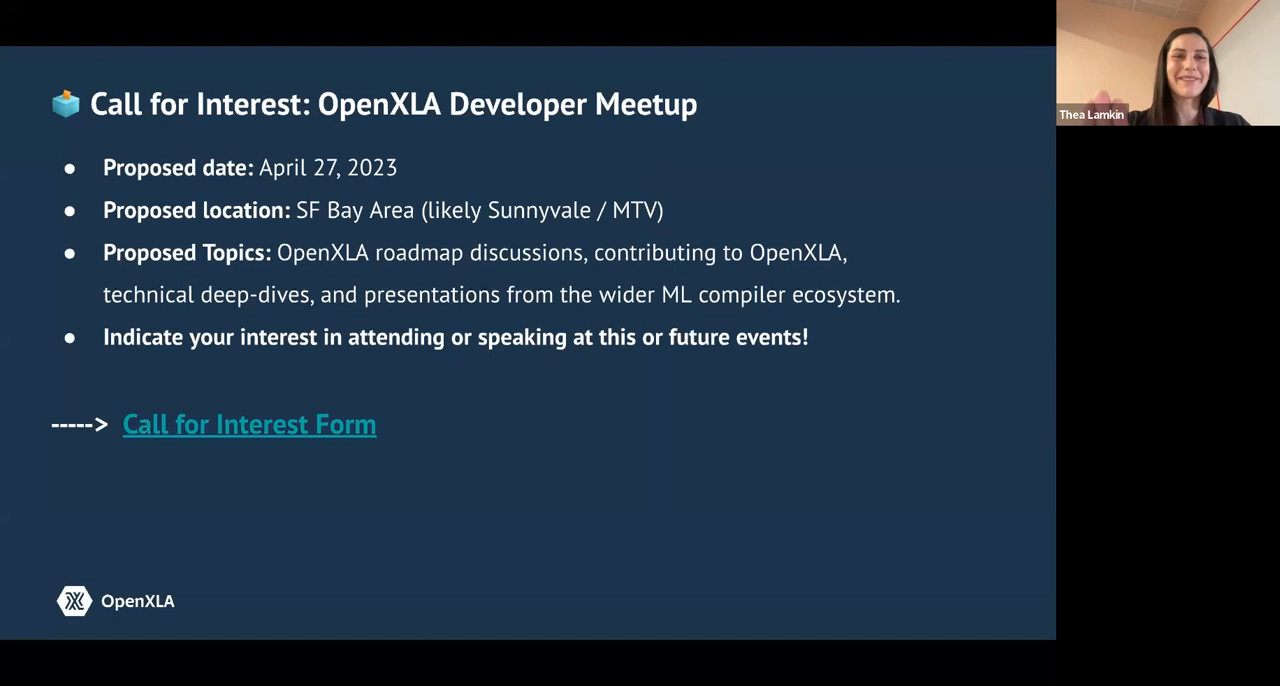 Call for Interest: OpenXLA Developer Meetup
Thea Lamkin
● Proposed date: April 27, 2023
● Proposed location: SF Bay Area (likely Sunnyvale / MTV)
● Proposed Topics: OpenXLA roadmap discussions, contributing to OpenXLA,
technical deep-dives, and presentations from the wider ML compiler ecosystem.
● Indicate your interest in attending or speaking at this or future events!
-----> Call for Interest Form
OpenXLA